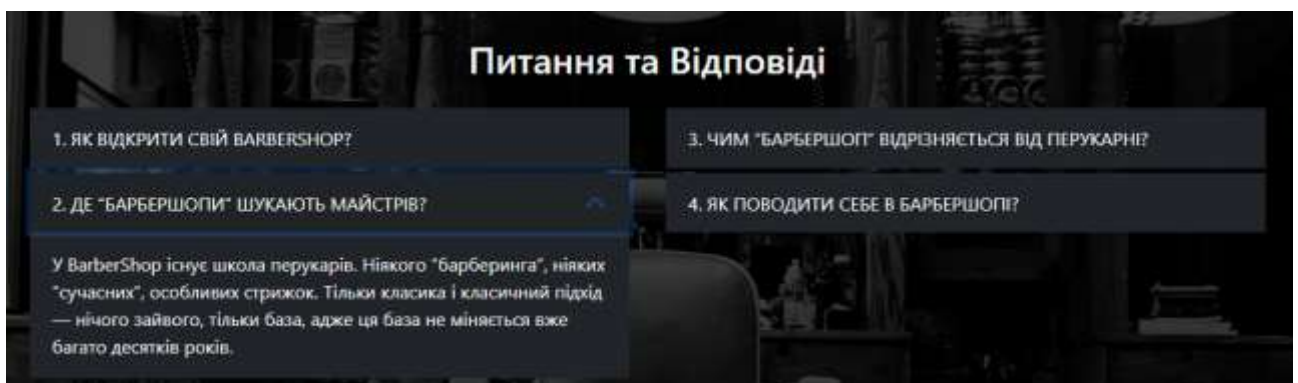 Питання та Відповіді
1. ЯК ВІДКРИТИ СВІЙ BARBERSHOP?
2. ДЕ "БАРБЕРШОПИ" ШУКАЮТЬ МАЙСТРІВ?
У BarberShop існує школа перукарів. Ніякого "барберинга", ніяких
"сучасних", особливих стрижок. Тільки класика і класичний підхід
— нічого зайвого, тільки база, адже ця база не міняється вже
багато десятків років.
3. ЧИМ "БАРБЕРШОП" ВІДРІЗНЯЄТЬСЯ ВІД ПЕРУКАРНІ?
4. ЯК ПОВОДИТИ СЕБЕ В БАРБЕРШОПІ?